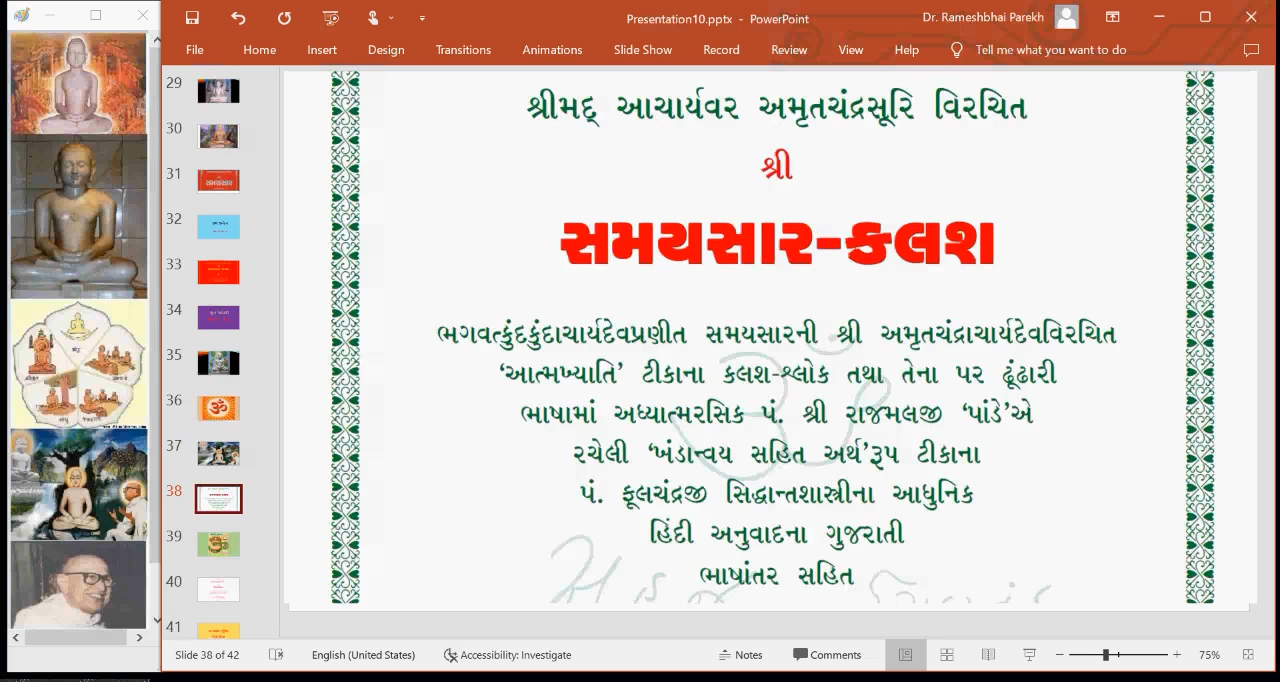 Presentation10.pptx - PowerPoint
Dr. Rameshbhai Parekh
File Home Insert Design Transitions Animations Slide Show Record Review View Help Tell me what you want to do
29
30
31
32
33
34
35
36
37
38
39
40
41
શ્રીમદ્ આચાર્યવર અમૃતચંદ્રસૂરિ વિરચિત
શ્રી
સમયસાર-કલશ
ભગવત્કુંદકુંદાચાર્યદેવપ્રણીત સમયસારની શ્રી અમૃતચંદ્રાચાર્યદેવવિરચિત
‘આત્મખ્યાતિ’ ટીકાના કલશ-શ્લોક તથા તેના પર ઢૂંઢારી
ભાષામાં અધ્યાત્મરસિક પં. શ્રી રાજમલજી ‘પાંડે’એ
રચેલી ‘ખંડાન્વય સહિત અર્થ’રૂપ ટીકાના
પં. ફૂલચંદ્રજી સિદ્ધાન્તશાસ્ત્રીના આધુનિક
હિંદી અનુવાદના ગુજરાતી
ભાષાંતર સહિત
Slide 38 of 42 English (United States) Accessibility: Investigate Notes Comments 75%